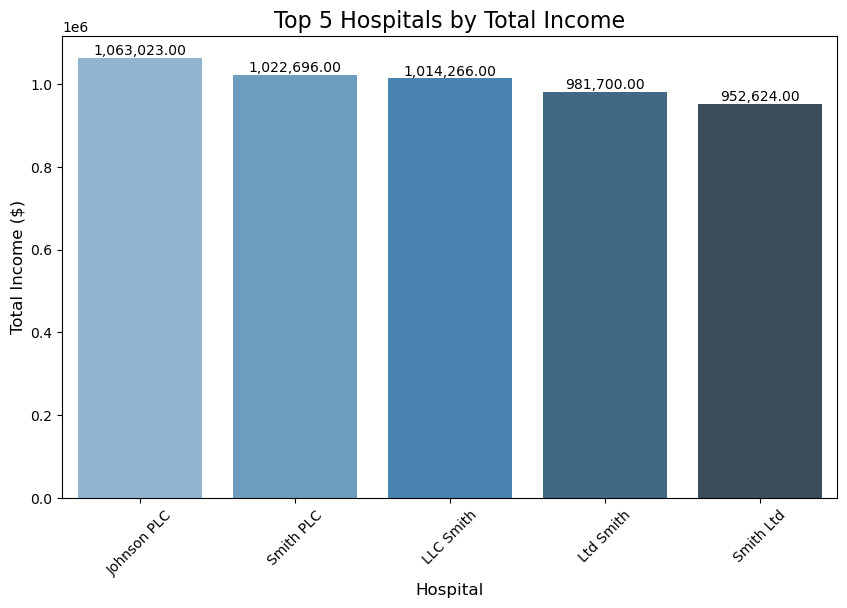 Top 5 Hospitals by Total Income
1e6
1,063,023.00
1,022,696.00
1,014,266.00
981,700.00
952,624.00
1.0
0.8
0.6
0.4
0.2
0.0
Total Income ($)
Johnson PLC
Smith PLC
LLC Smith
Ltd Smith
Smith Ltd
Hospital